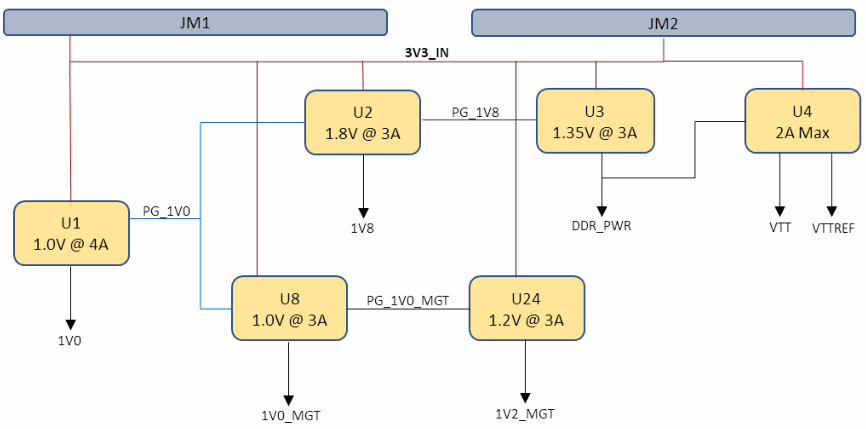 JM1
JM2
3V3_IN
U2
1.8V @ 3A
PG_1V8
U3
1.35V @ 3A
U4
2A Max
PG_1V0
U1
1.0V @ 4A
1V8
DDR_PWR
VTT
VTTREF
U8
1.0V @ 3A
PG_1V0_MGT
U24
1.2V @ 3A
1V0
1V0_MGT
1V2_MGT